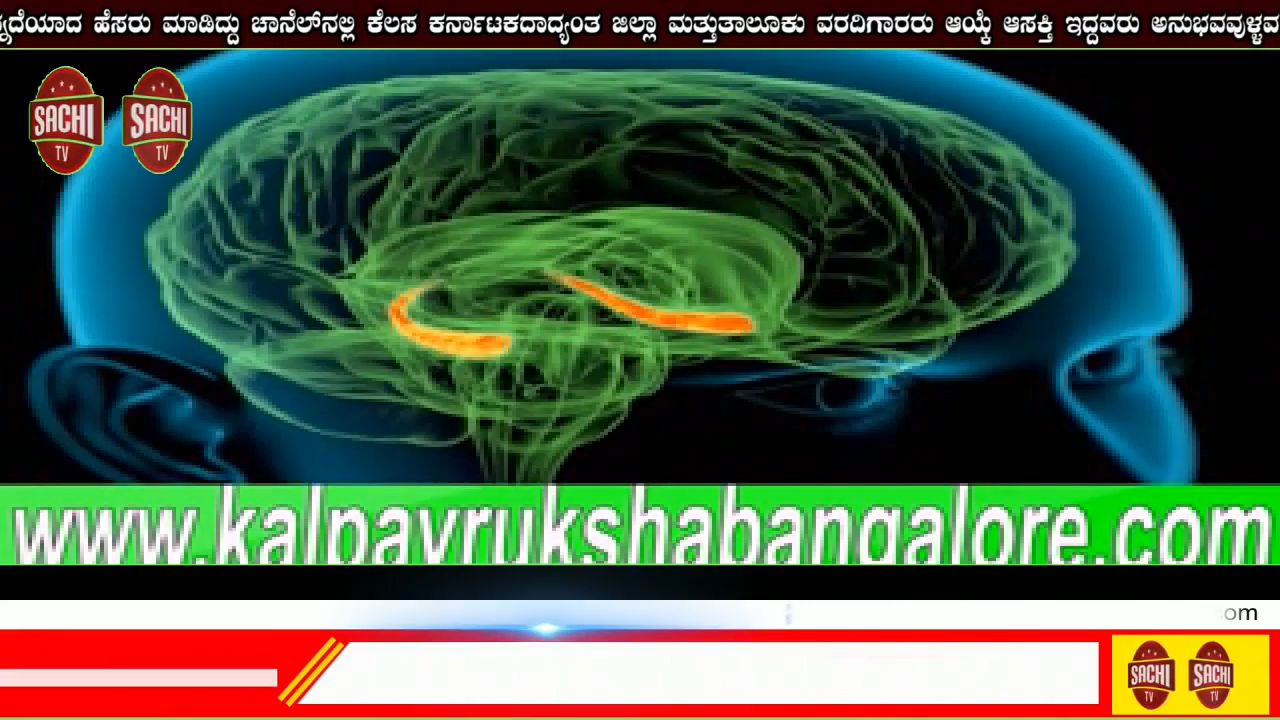 ನ್ನದೆಯಾದ ಹೆಸರು ಮಾಡಿದ್ದು ಚಾನೆಲ್‌ನಲ್ಲಿ ಕೆಲಸ ಕರ್ನಾಟಕದಾದ್ಯಂತ ಜಿಲ್ಲಾ ಮತ್ತುತಾಲೂಕು ವರದಿಗಾರರು ಆಯ್ಕೆ ಆಸಕ್ತಿ ಇದ್ದವರು ಅನುಭವವುಳ್ಳವ
SACHI TV SACHI TV
www.kalpavrukshabangalore.com
om
SACHI TV SACHI TV